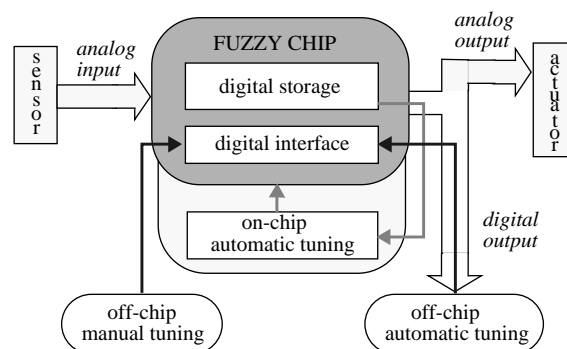 sensor
analog
input
FUZZY CHIP
digital storage
digital interface
on-chip
automatic tuning
analog
output
actuator
digital
output
off-chip
manual tuning
off-chip
automatic tuning